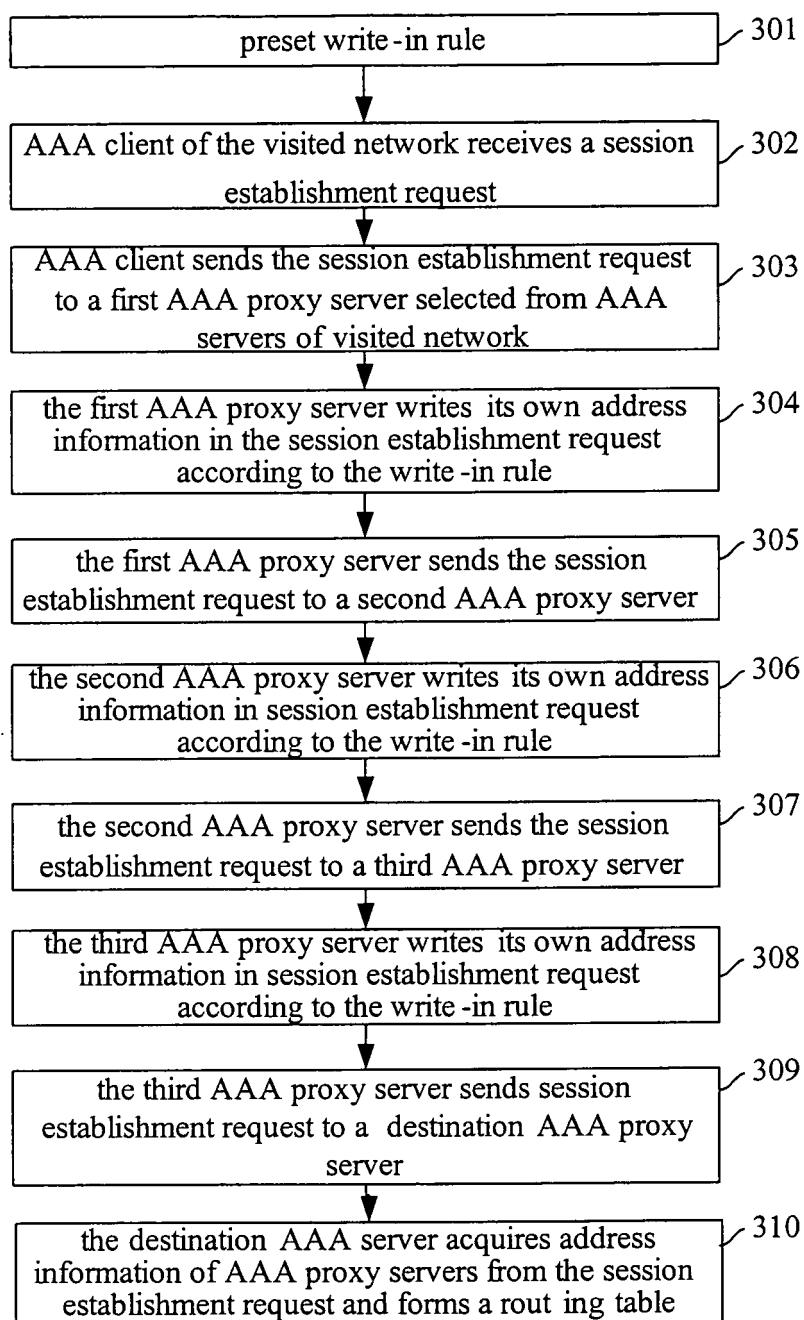 preset write-in rule
301
AAA client of the visited network receives a session
establishment request
302
AAA client sends the session establishment request
to a first AAA proxy server selected from AAA
servers of visited network
303
the first AAA proxy server writes its own address
information in the session establishment request
according to the write-in rule
304
the first AAA proxy server sends the session
establishment request to a second AAA proxy server
305
the second AAA proxy server writes its own address
information in session establishment request
according to the write-in rule
306
the second AAA proxy server sends the session
establishment request to a third AAA proxy server
307
the third AAA proxy server writes its own address
information in session establishment request
according to the write-in rule
308
the third AAA proxy server sends session
establishment request to a destination AAA proxy
server
309
the destination AAA server acquires address
information of AAA proxy servers from the session
establishment request and forms a rout ing table
310